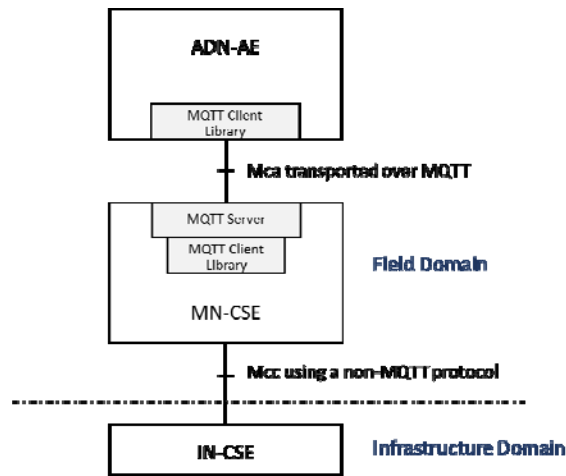 ADN-AE
MQTT Client
Library
Mca transported over MQTT
MQTT Server
MQTT Client
Library
Field Domain
MN-CSE
Mcc using a non-MQTT protocol
IN-CSE
Infrastructure Domain